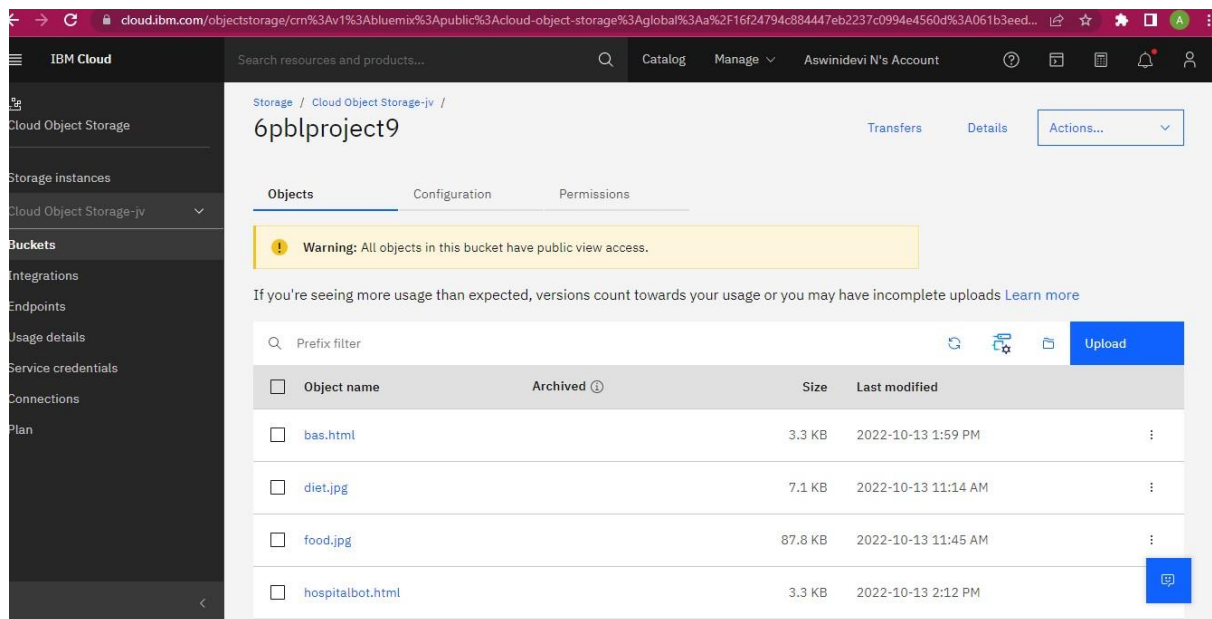 cloud.ibm.com/objectstorage/crn%3Av1%3Abluemix%3Apublic%3Acloud-object-storage%3Aglobal%3Aa%2F16f24794c884447eb2237c0994e4560d%3A061b3eed...
A
IBM Cloud
Search resources and products...
Catalog
Manage
Aswinidevi N's Account
Cloud Object Storage
Storage instances
Cloud Object Storage-jv
Buckets
Integrations
Endpoints
Usage details
Service credentials
Connections
Plan
Storage / Cloud Object Storage-jv /
6pblproject9
Transfers
Details
Actions...
Objects
Configuration
Permissions
Warning: All objects in this bucket have public view access.
If you're seeing more usage than expected, versions count towards your usage or you may have incomplete uploads Learn more
Prefix filter
Upload
Object name Archived Size Last modified
bas.html 3.3 KB 2022-10-13 1:59 PM
diet.jpg 7.1 KB 2022-10-13 11:14 AM
food.jpg 87.8 KB 2022-10-13 11:45 AM
hospitalbot.html 3.3 KB 2022-10-13 2:12 PM